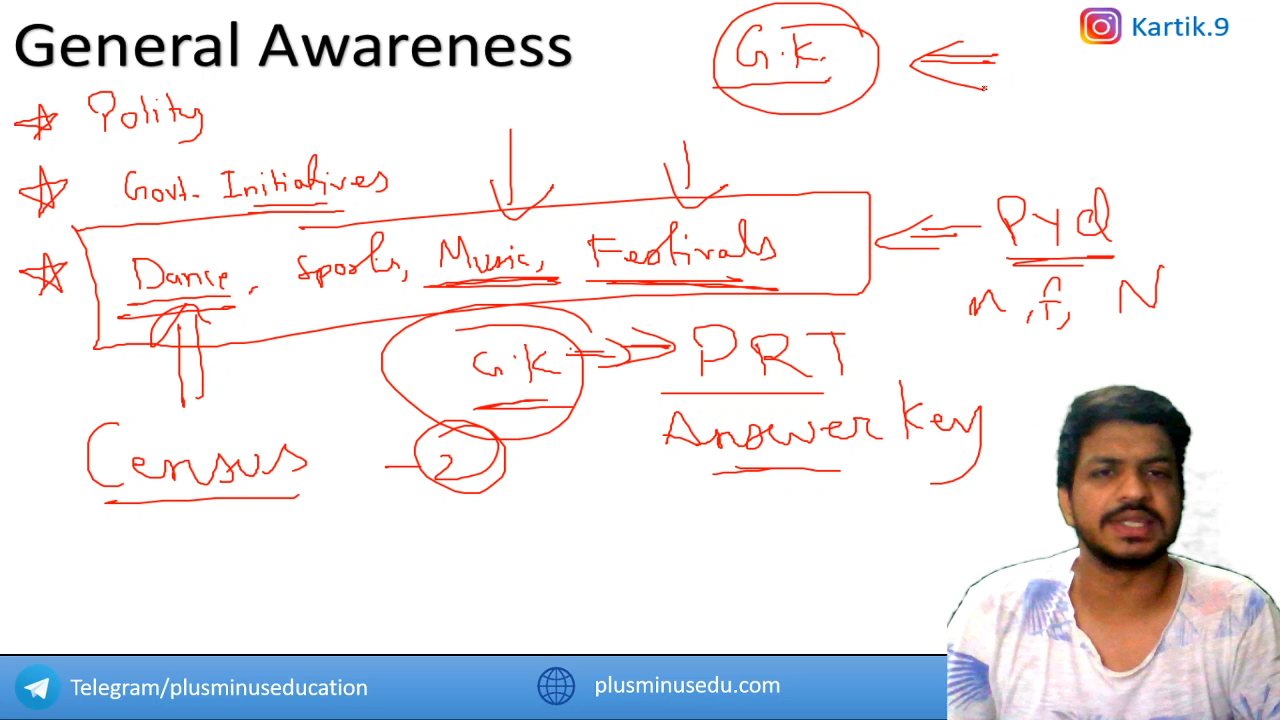 General Awareness
G.K.
Kartik.9
Polity
Govt. Initiatives
Dance, Sports, Music, Festivals
Pyq
G.K
PRT
Census - 2
Answer Key
Telegram/plusminuseducation
plusminusedu.com